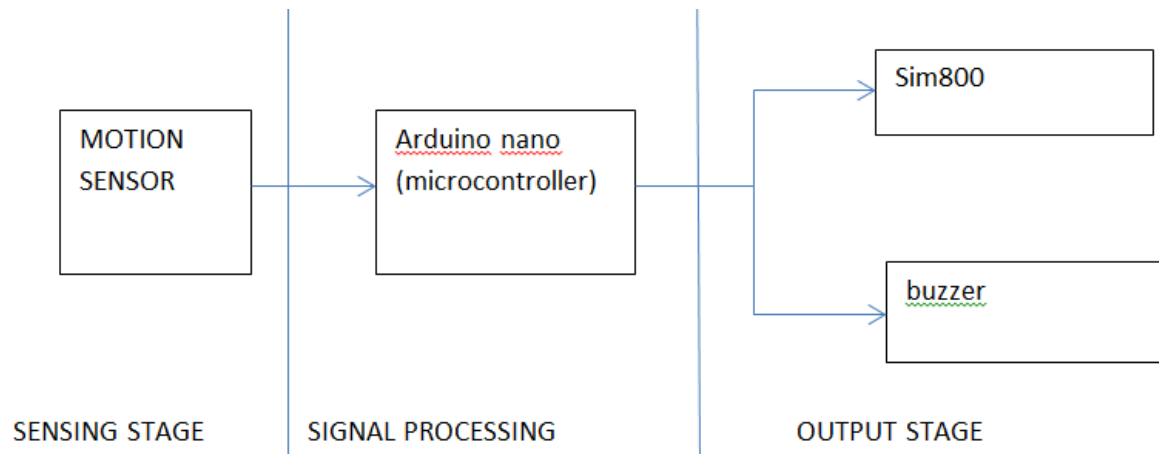 MOTION
SENSOR
Arduino nano
(microcontroller)
Sim800
buzzer
SENSING STAGE
SIGNAL PROCESSING
OUTPUT STAGE